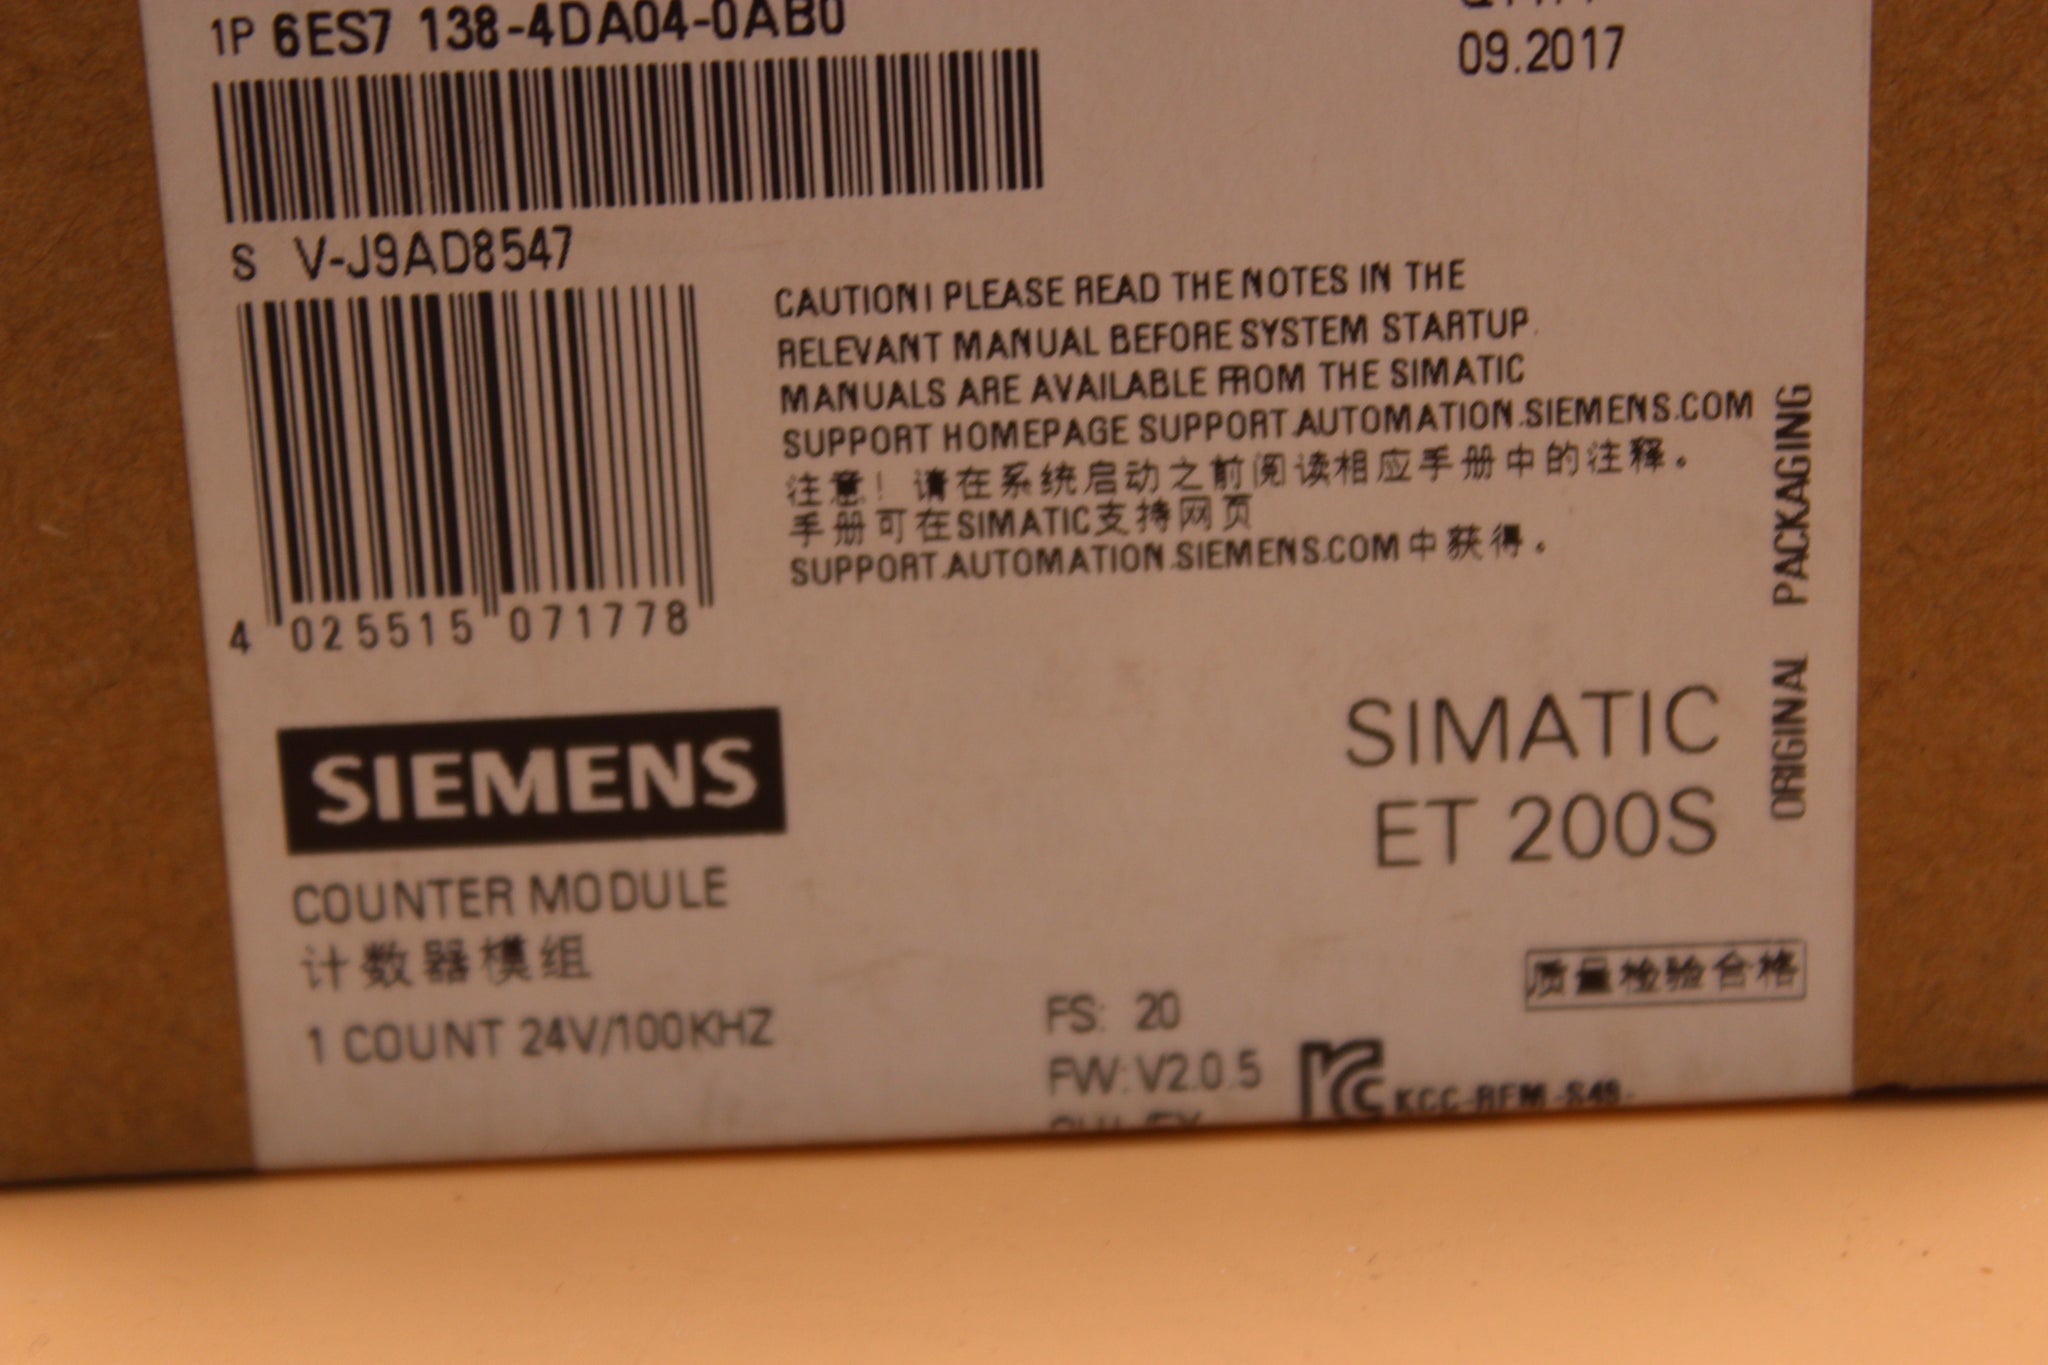 1P 6ES7 138-4DA04-0AB0
09.2017
S V-J9AD8547
CAUTION! PLEASE READ THE NOTES IN THE
RELEVANT MANUAL BEFORE SYSTEM STARTUP.
MANUALS ARE AVAILABLE FROM THE SIMATIC
SUPPORT HOMEPAGE SUPPORT.AUTOMATION.SIEMENS.COM
注意！请在系统启动之前阅读相应手册中的注释。
手册可在SIMATIC支持网页
SUPPORT.AUTOMATION.SIEMENS.COM中获得。
4 025515 071778
ORIGINAL PACKAGING
SIEMENS
SIMATIC
ET 200S
COUNTER MODULE
计数器模组
1 COUNT 24V/100KHZ
质量检验合格
FS: 20
FW: V2.0.5
KCC-REM-S49-